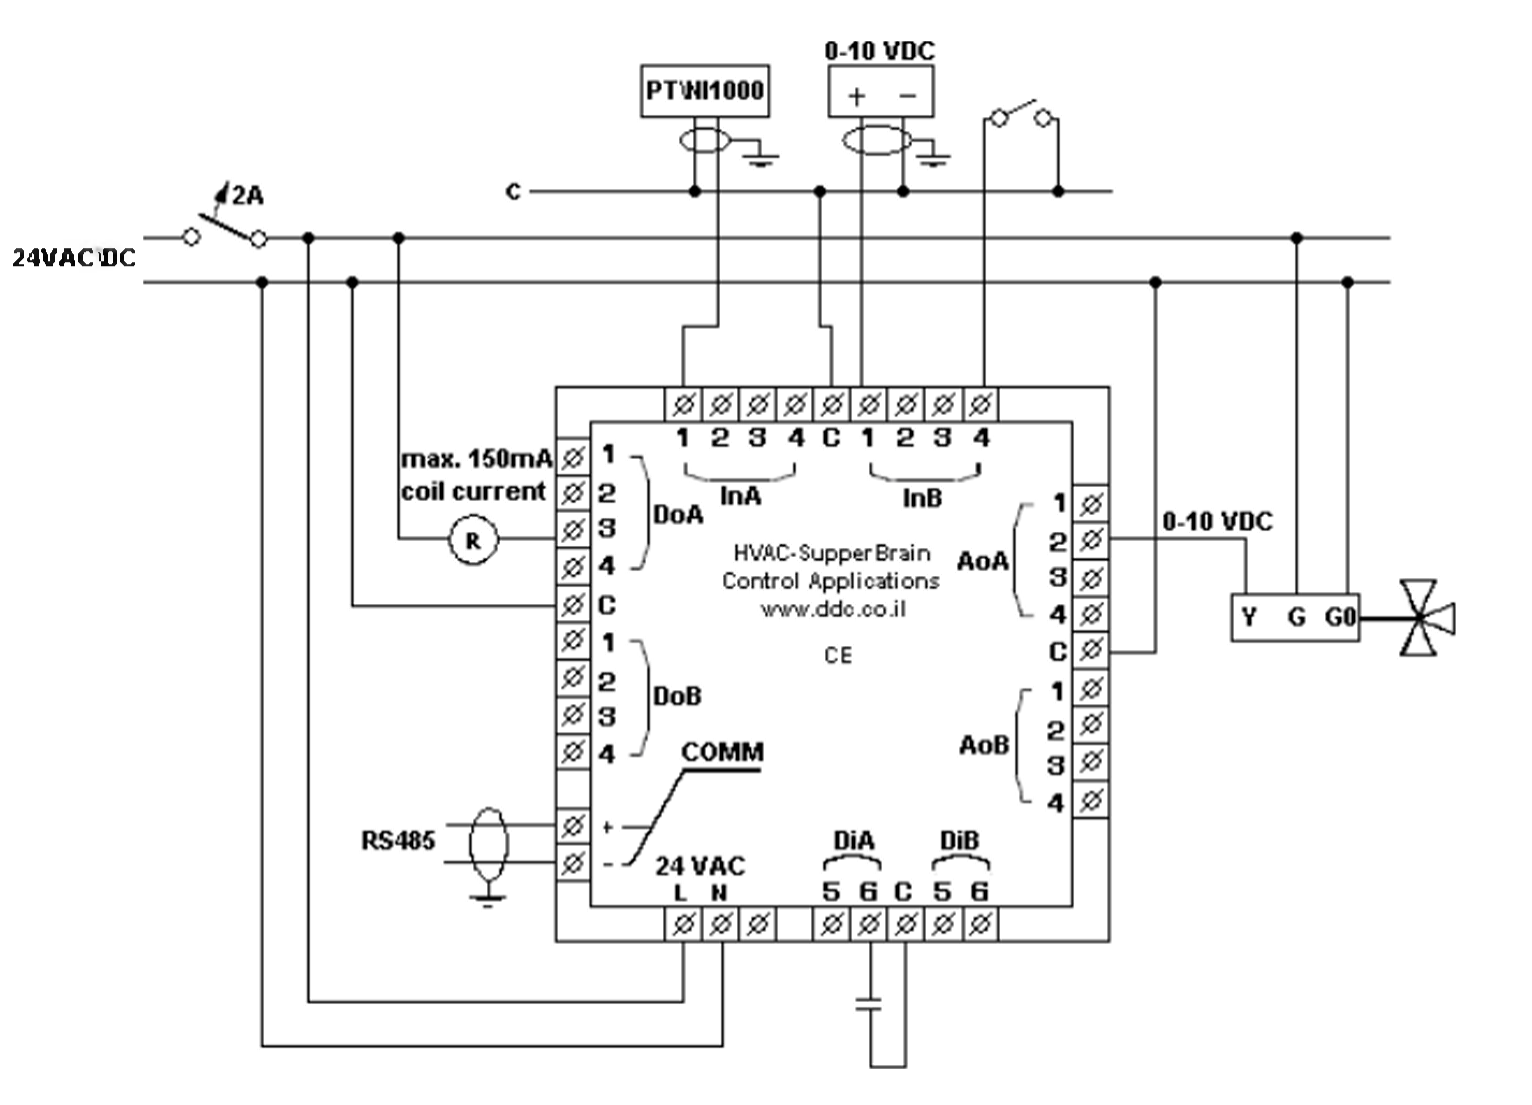 0-10 VDC
PT\NI1000
+ −
C
2A
24VAC\DC
1 2 3 4 C 1 2 3 4
InA InB
max. 150mA
coil current
R
1
2
3
4
C
DoA
1
2
3
4
DoB
HVAC-SupperBrain
Control Applications
www.ddc.co.il
CE
AoA
1
2
3
4
C
AoB
1
2
3
4
0-10 VDC
Y G G0
COMM
+
-
RS485
24 VAC
L N
DiA DiB
5 6 C 5 6